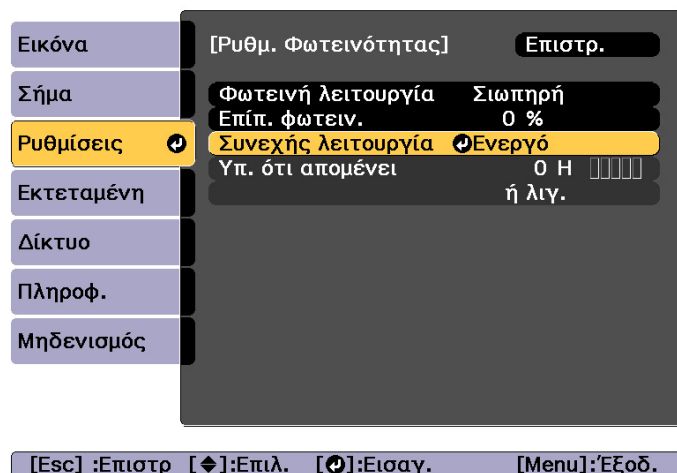 Εικόνα
Σήμα
Ρυθμίσεις
Εκτεταμένη
Δίκτυο
Πληροφ.
Μηδενισμός
[Ρυθμ. Φωτεινότητας] Επιστρ.
Φωτεινή λειτουργία Σιωπηρή
Επίπ. φωτειν. 0 %
Συνεχής λειτουργία Ενεργό
Υπ. ότι απομένει 0 H
ή λιγ.
[Esc] :Επιστρ [◆]:Επιλ. [⏎]:Εισαγ. [Menu]:Έξοδ.